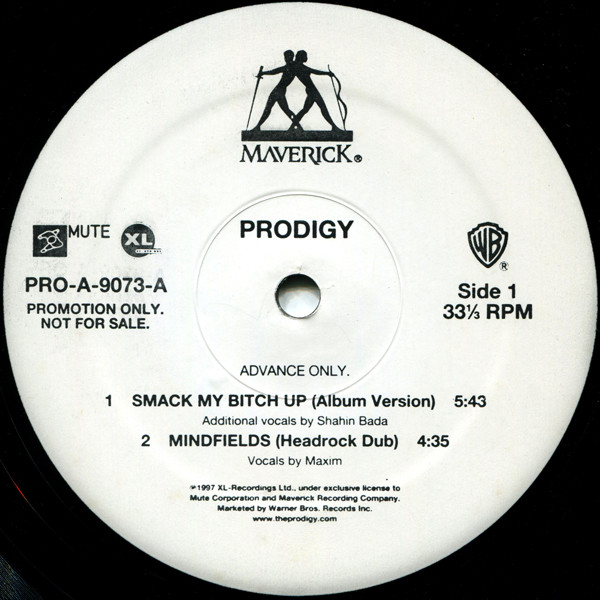 MAVERICK®
PRODIGY
MUTE XL
WB ®
PRO-A-9073-A
PROMOTION ONLY.
NOT FOR SALE.
Side 1
33⅓ RPM
ADVANCE ONLY.
1 SMACK MY BITCH UP (Album Version) 5:43
Additional vocals by Shahin Bada
2 MINDFIELDS (Headrock Dub) 4:35
Vocals by Maxim
℗1997 XL-Recordings Ltd., under exclusive license to
Mute Corporation and Maverick Recording Company.
Marketed by Warner Bros. Records Inc.
www.theprodigy.com